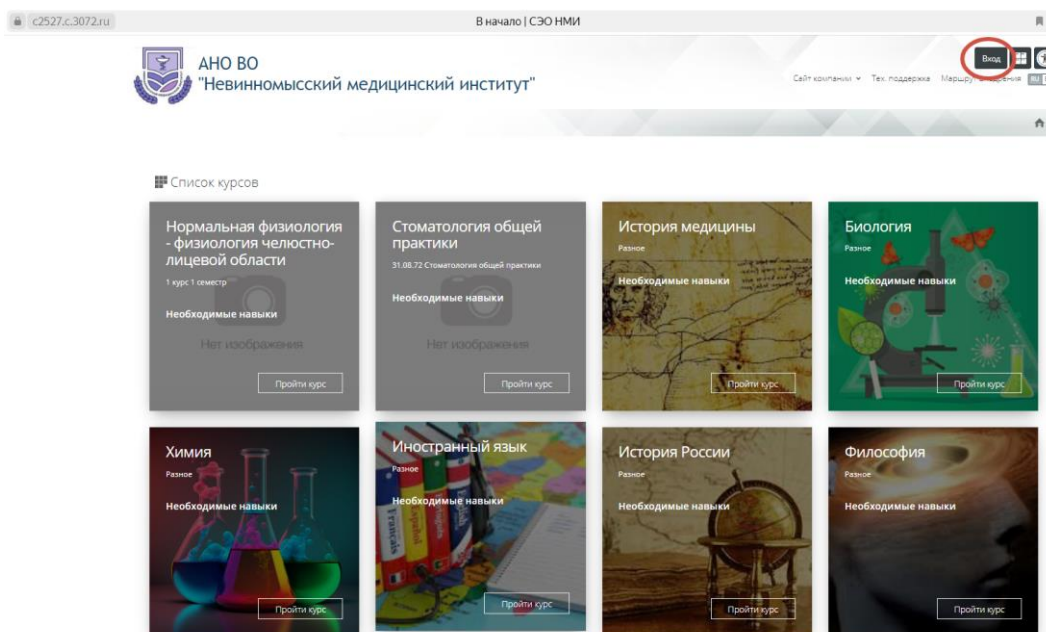 c2527.c.3072.ru
В начало | СЭО НМИ
АНО ВО
"Невинномысский медицинский институт"
Вход
Сайт компании Тех. поддержка
RU
Список курсов
Нормальная физиология
- физиология челюстно-
лицевой области
1 курс 1 семестр
Необходимые навыки
Нет изображения
Пройти курс
Стоматология общей
практики
31.08.72 Стоматология общей практики
Необходимые навыки
Нет изображения
Пройти курс
История медицины
Разное
Необходимые навыки
Пройти курс
Биология
Разное
Необходимые навыки
Пройти курс
Химия
Разное
Необходимые навыки
Пройти курс
Иностранный язык
Разное
Необходимые навыки
Français
Español
Пройти курс
История России
Разное
Необходимые навыки
Пройти курс
Философия
Разное
Необходимые навыки
Пройти курс